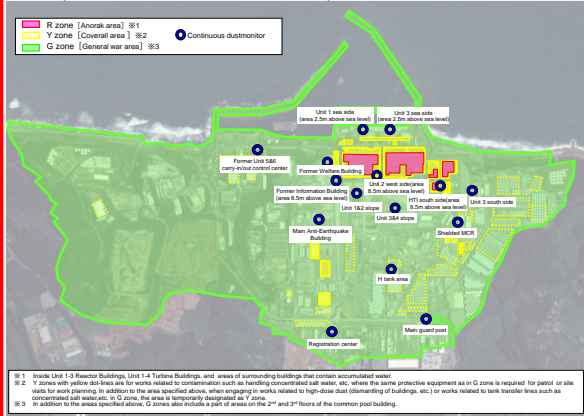 R zone [Anorak area] ※1
Y zone [Coverall area] ※2
G zone [General war area] ※3
Continuous dustmonitor
Unit 1 sea side
(area 2.5m above sea level)
Unit 3 sea side
(area 2.5m above sea level)
Former Unit 5&6
carry-in/out control center
Former Welfare Building
Former Information Building
(area 8.5m above sea level)
Unit 2 west side(area
8.5m above sea level)
HTI south side(area
8.5m above sea level)
Unit 3 south side
Unit 1&2 slope
Unit 3&4 slope
Main Anti-Earthquake
Building
Shielded MCR
H tank area
Registration center
Main guard post
※ 1 Inside Unit 1-3 Reactor Buildings, Unit 1-4 Turbine Buildings, and areas of surrounding buildings that contain accumulated water.
※ 2 Y zones with yellow dot-lines are for works related to contamination such as handling concentrated salt water, etc, where the same protective equipment as in G zone is required for patrol or site
visits for work planning. In addition to the area specified above, when engaging in works related to high-dose dust (dismantling of buildings, etc.) or works related to tank transfer lines such as
concentrated salt water,etc. in G zone, the area is temporarily designated as Y zone.
※ 3 In addition to the areas specified above, G zones also include a part of areas on the 2nd and 3rd floors of the common pool building.